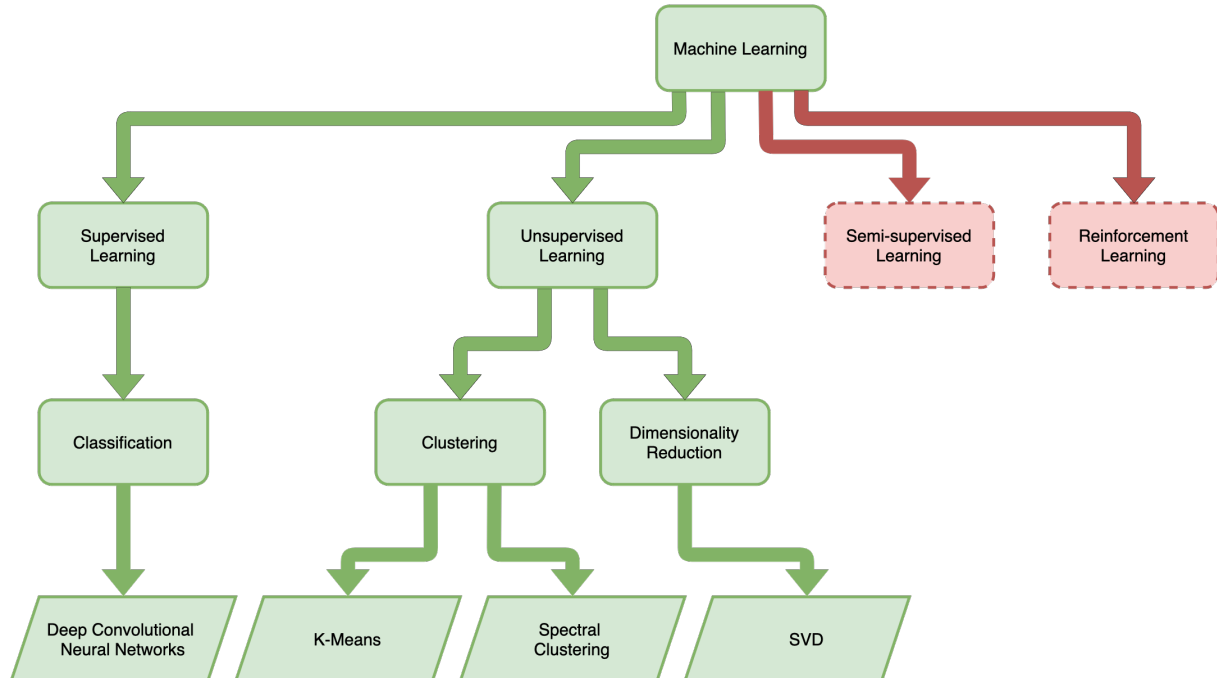 Machine Learning
Supervised
Learning
Unsupervised
Learning
Semi-supervised
Learning
Reinforcement
Learning
Classification
Clustering
Dimensionality
Reduction
Deep Convolutional
Neural Networks
K-Means
Spectral
Clustering
SVD